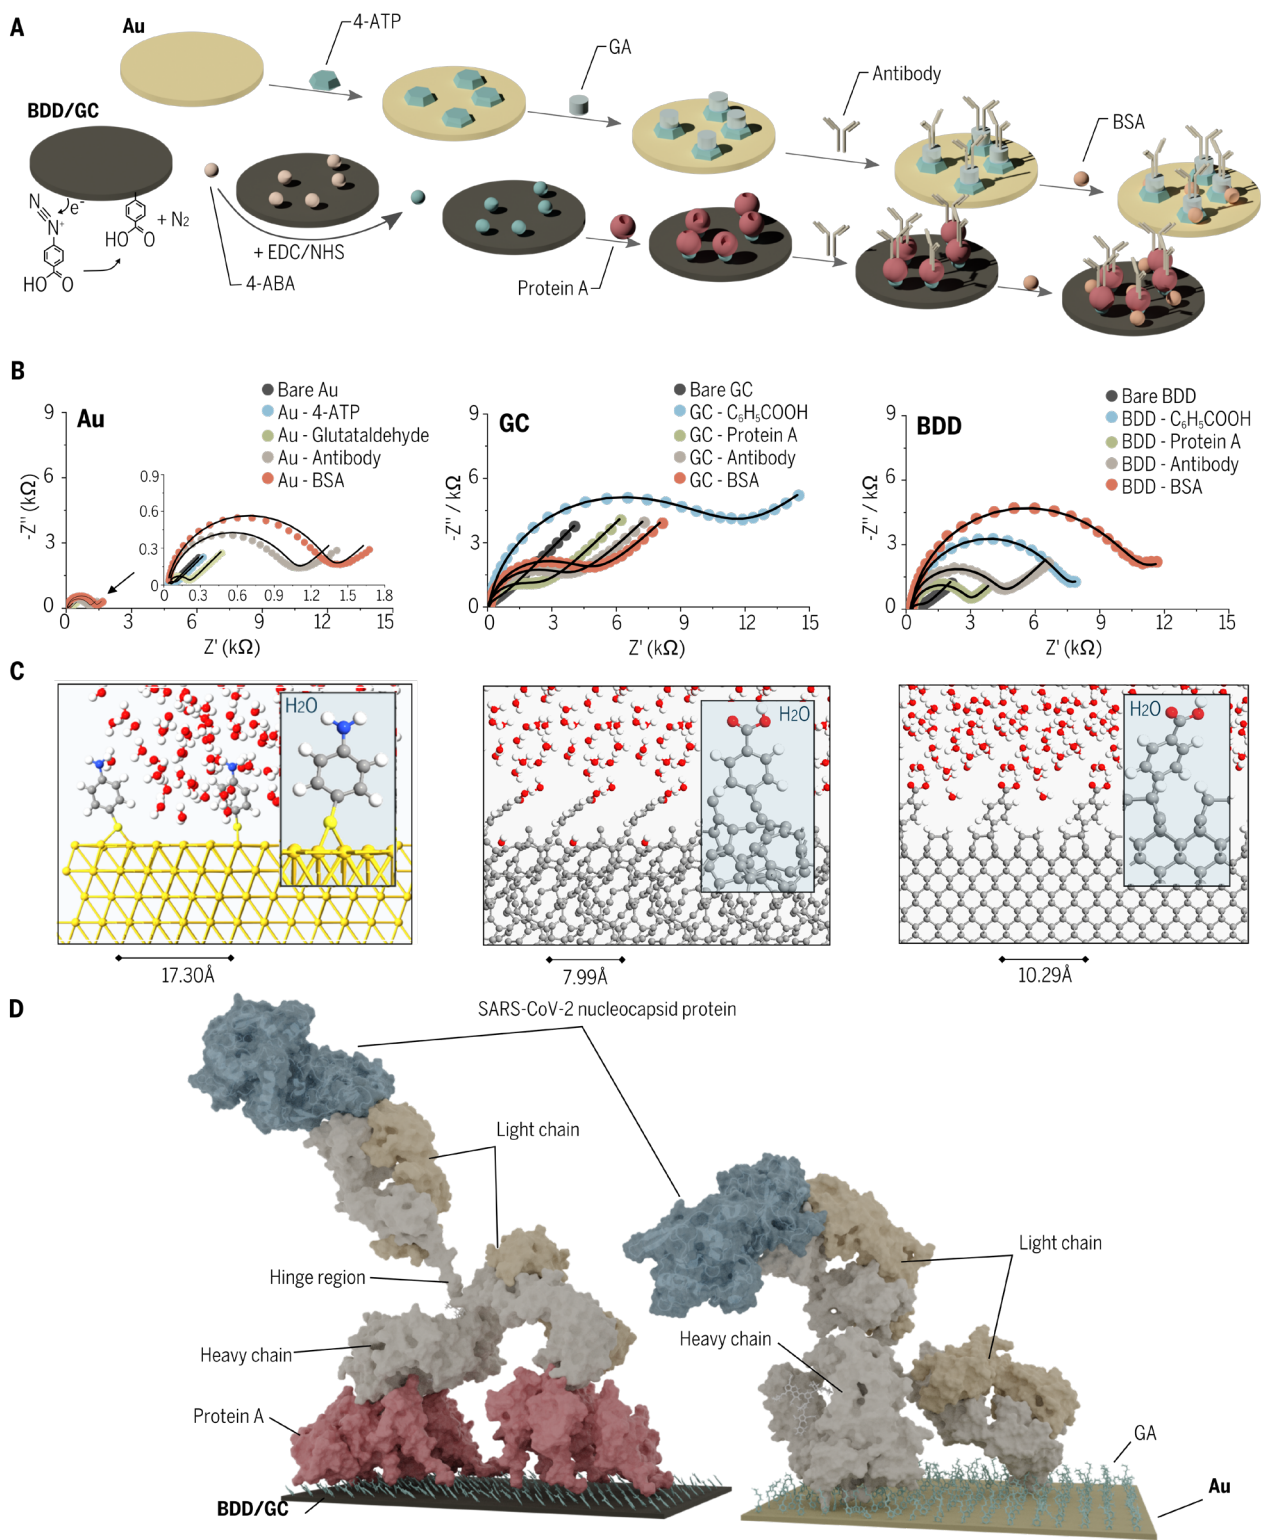 A
Au
4-ATP
GA
Antibody
BSA
BDD/GC
N
N+
e-
+ N2
HO
O
HO
O
+ EDC/NHS
4-ABA
Protein A
B
Au
Bare Au
Au - 4-ATP
Au - Glutataldehyde
Au - Antibody
Au - BSA
-Z'' (kΩ)
9
6
3
0
0 3 6 9 12 15
Z' (kΩ)
0.9
0.6
0.3
0
0 0.3 0.6 0.9 1.2 1.5 1.8
GC
Bare GC
GC - C6H5COOH
GC - Protein A
GC - Antibody
GC - BSA
-Z'' / kΩ
9
6
2
0
0 3 6 9 12 15
Z' (kΩ)
BDD
Bare BDD
BDD - C6H5COOH
BDD - Protein A
BDD - Antibody
BDD - BSA
-Z'' / kΩ
9
6
3
0
0 3 6 9 12 15
Z' (kΩ)
C
H2O
H2O
H2O
17.30Å
7.99Å
10.29Å
D
SARS-CoV-2 nucleocapsid protein
Light chain
Hinge region
Heavy chain
Protein A
BDD/GC
Light chain
Heavy chain
GA
Au